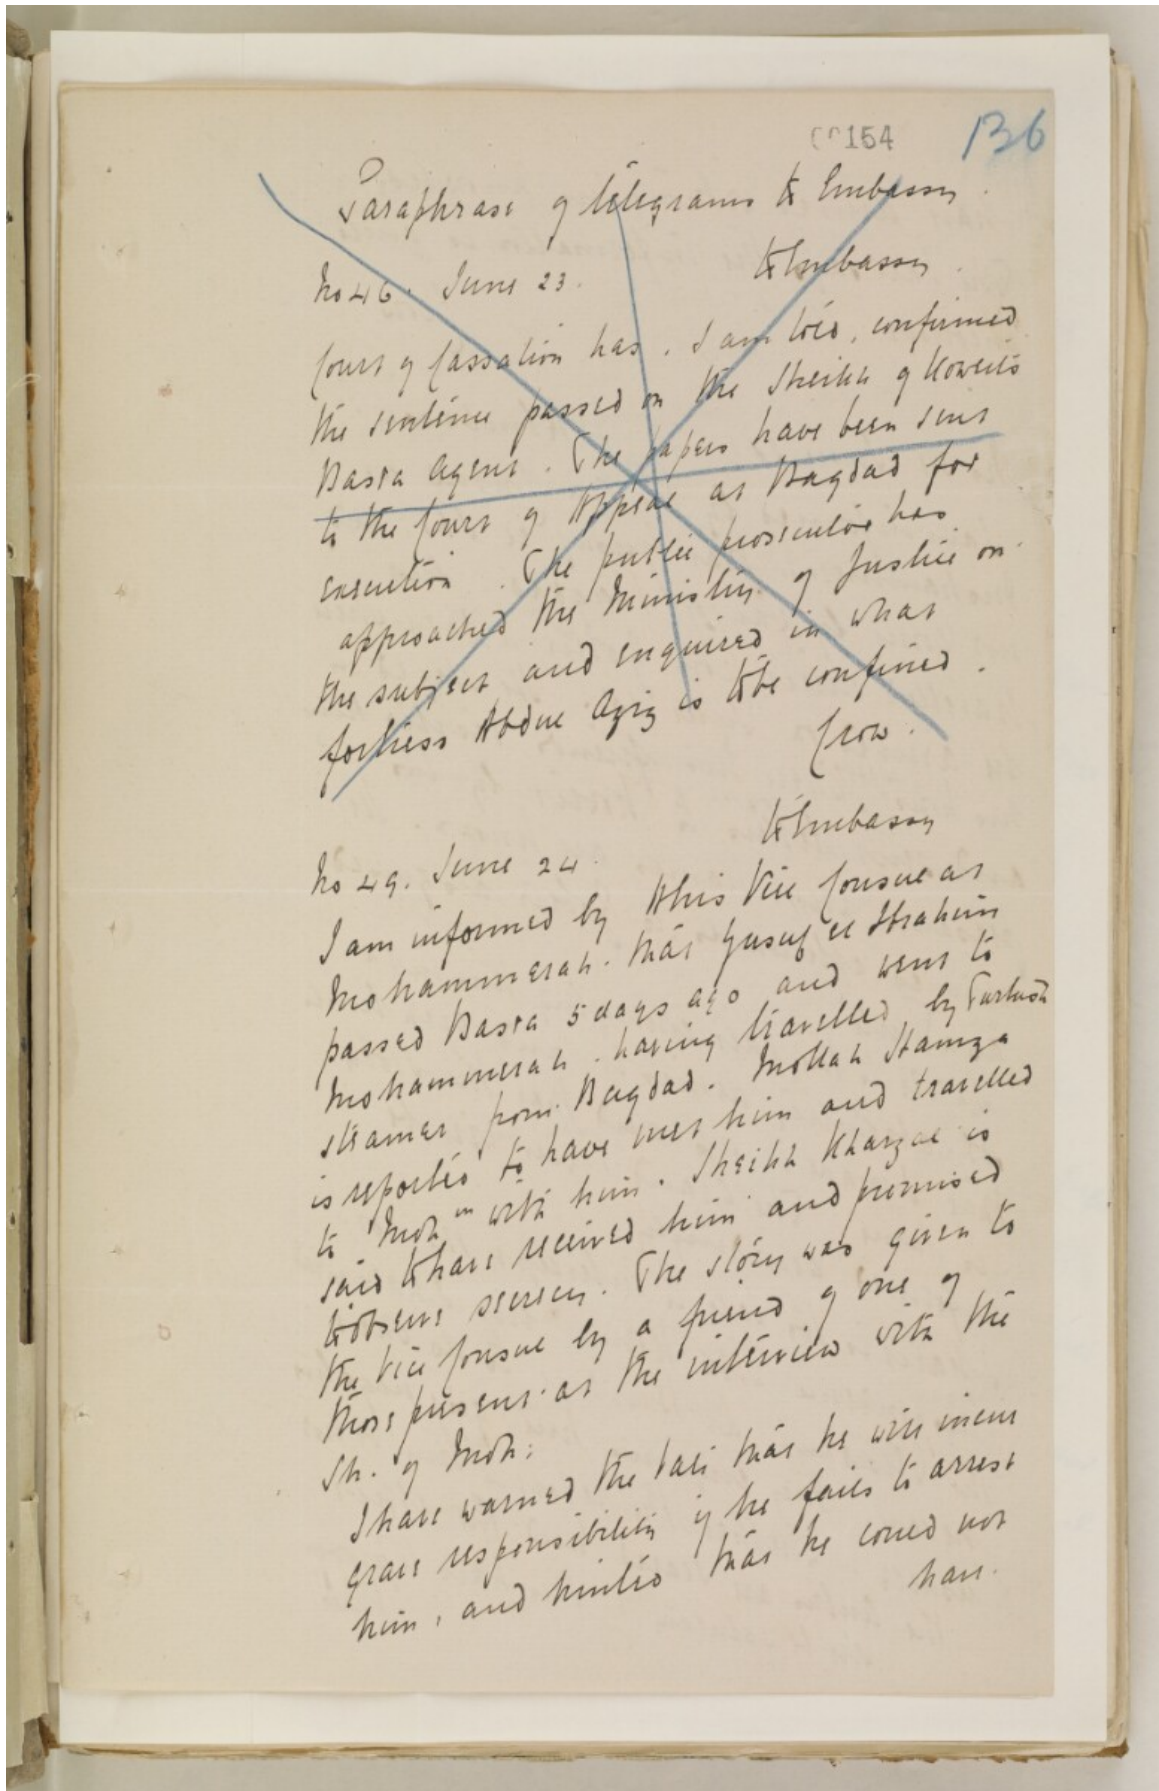 154
136
Paraphrase of telegrams to Embassy.
To Embassy.
No 46. June 23.
Court of Cassation has, I am told, confirmed
the sentence passed on the Sheikh of Koweit's
Basra Agent. The papers have been sent
to the Court of Appeal at Bagdad for
execution. The public prosecutor has
approached the Ministry of Justice on
the subject and enquired in what
fortress Abdul Aziz is to be confined.
Crow.
To Embassy
No 49. June 24.
I am informed by this Vice Consul at
Mohammerah that Yusuf el Ibrahim
passed Basra 5 days ago and went to
Mohammerah, having travelled by Turkish
steamer from Bagdad. Mollah Hamza
is reported to have met him and travelled
to Moh<sup>m</sup> with him. Sheikh Khazal is
said to have received him and promised
to observe secrecy. The story was given to
the Vice Consul by a friend of one of
those present at the interview with the
Sh. of Moh:
I have warned the Vali that he will incur
grave responsibility if he fails to arrest
him, and hinted that he could not
have.